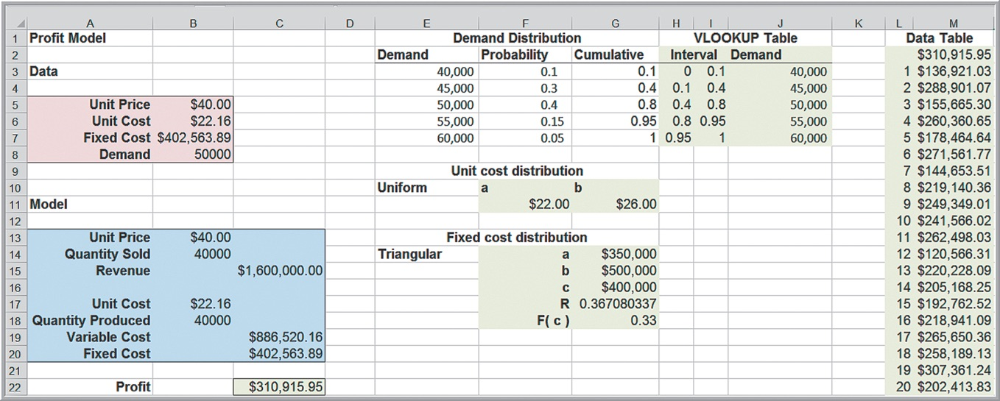 A B C D E F G H I J K L M
1 Profit Model Demand Distribution VLOOKUP Table Data Table
2 Demand Probability Cumulative Interval Demand $310,915.95
3 Data 40,000 0.1 0.1 0 0.1 40,000 1 $136,921.03
4 45,000 0.3 0.4 0.1 0.4 45,000 2 $288,901.07
5 Unit Price $40.00 50,000 0.4 0.8 0.4 0.8 50,000 3 $155,665.30
6 Unit Cost $22.16 55,000 0.15 0.95 0.8 0.95 55,000 4 $260,360.65
7 Fixed Cost $402,563.89 60,000 0.05 1 0.95 1 60,000 5 $178,464.64
8 Demand 50000 6 $271,561.77
9 Unit cost distribution 7 $144,653.51
10 Uniform a b 8 $219,140.36
11 Model $22.00 $26.00 9 $249,349.01
12 10 $241,566.02
13 Unit Price $40.00 Fixed cost distribution 11 $262,498.03
14 Quantity Sold 40000 Triangular a $350,000 12 $120,566.31
15 Revenue $1,600,000.00 b $500,000 13 $220,228.09
16 c $400,000 14 $205,168.25
17 Unit Cost $22.16 R 0.367080337 15 $192,762.52
18 Quantity Produced 40000 F( c ) 0.33 16 $218,941.09
19 Variable Cost $886,520.16 17 $265,650.36
20 Fixed Cost $402,563.89 18 $258,189.13
21 19 $307,361.24
22 Profit $310,915.95 20 $202,413.83